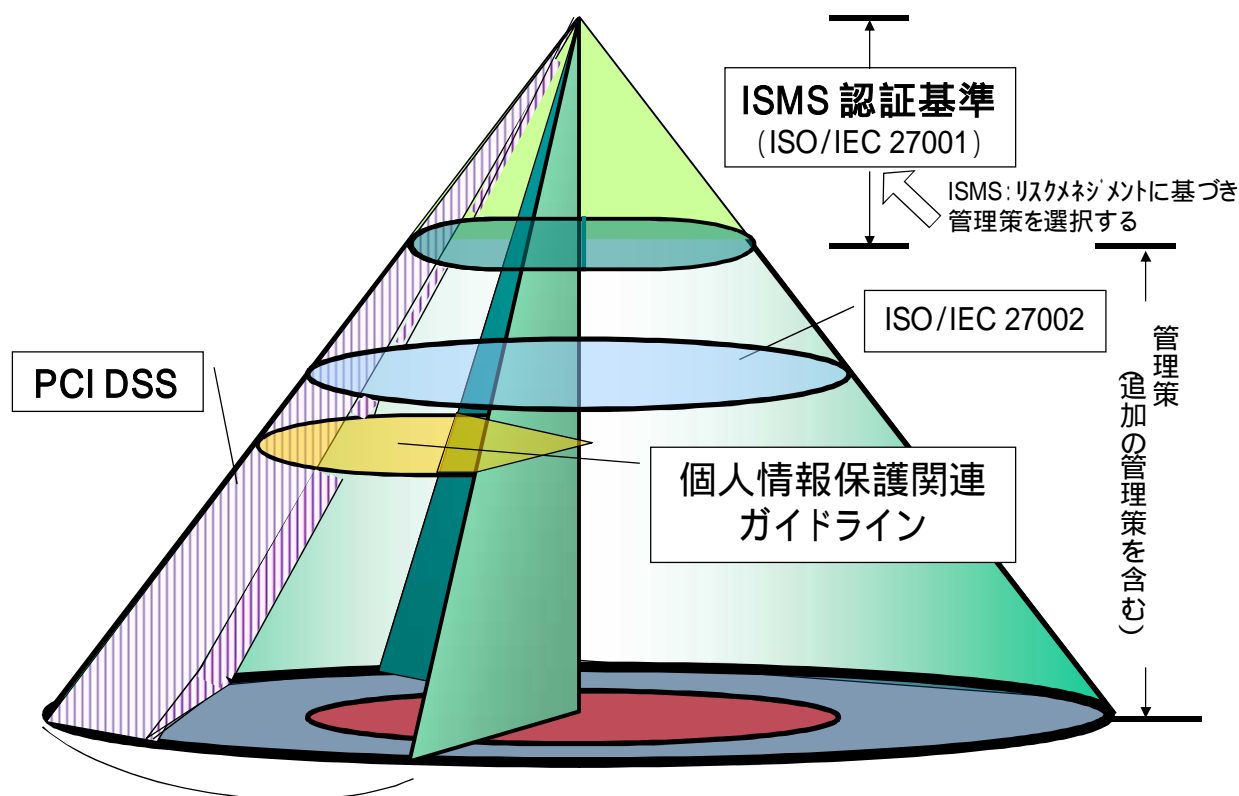 ISMS 認証基準
(ISO/IEC 27001)
ISMS:リスクメネジメントに基づき
管理策を選択する
ISO/IEC 27002
PCI DSS
個人情報保護関連
ガイドライン
管理策
(追加の管理策を含む)